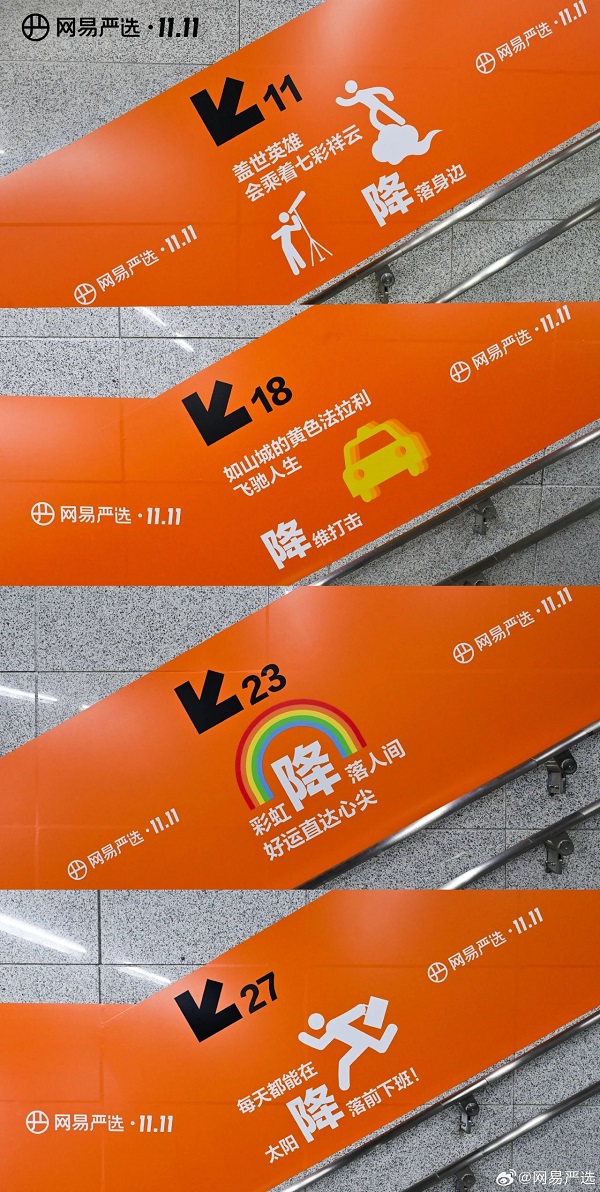 网易严选·11.11
网易严选·11.11
11
盖世英雄
会乘着七彩祥云
降落身边
网易严选·11.11
网易严选·11.11
18
如山城的黄色法拉利
飞驰人生
网易严选·11.11
降维打击
网易严选·11.11
23
彩虹降落人间
好运直达心尖
网易严选·11.11
网易严选·11.11
27
每天都能在
太阳降落前下班！
网易严选·11.11
@网易严选